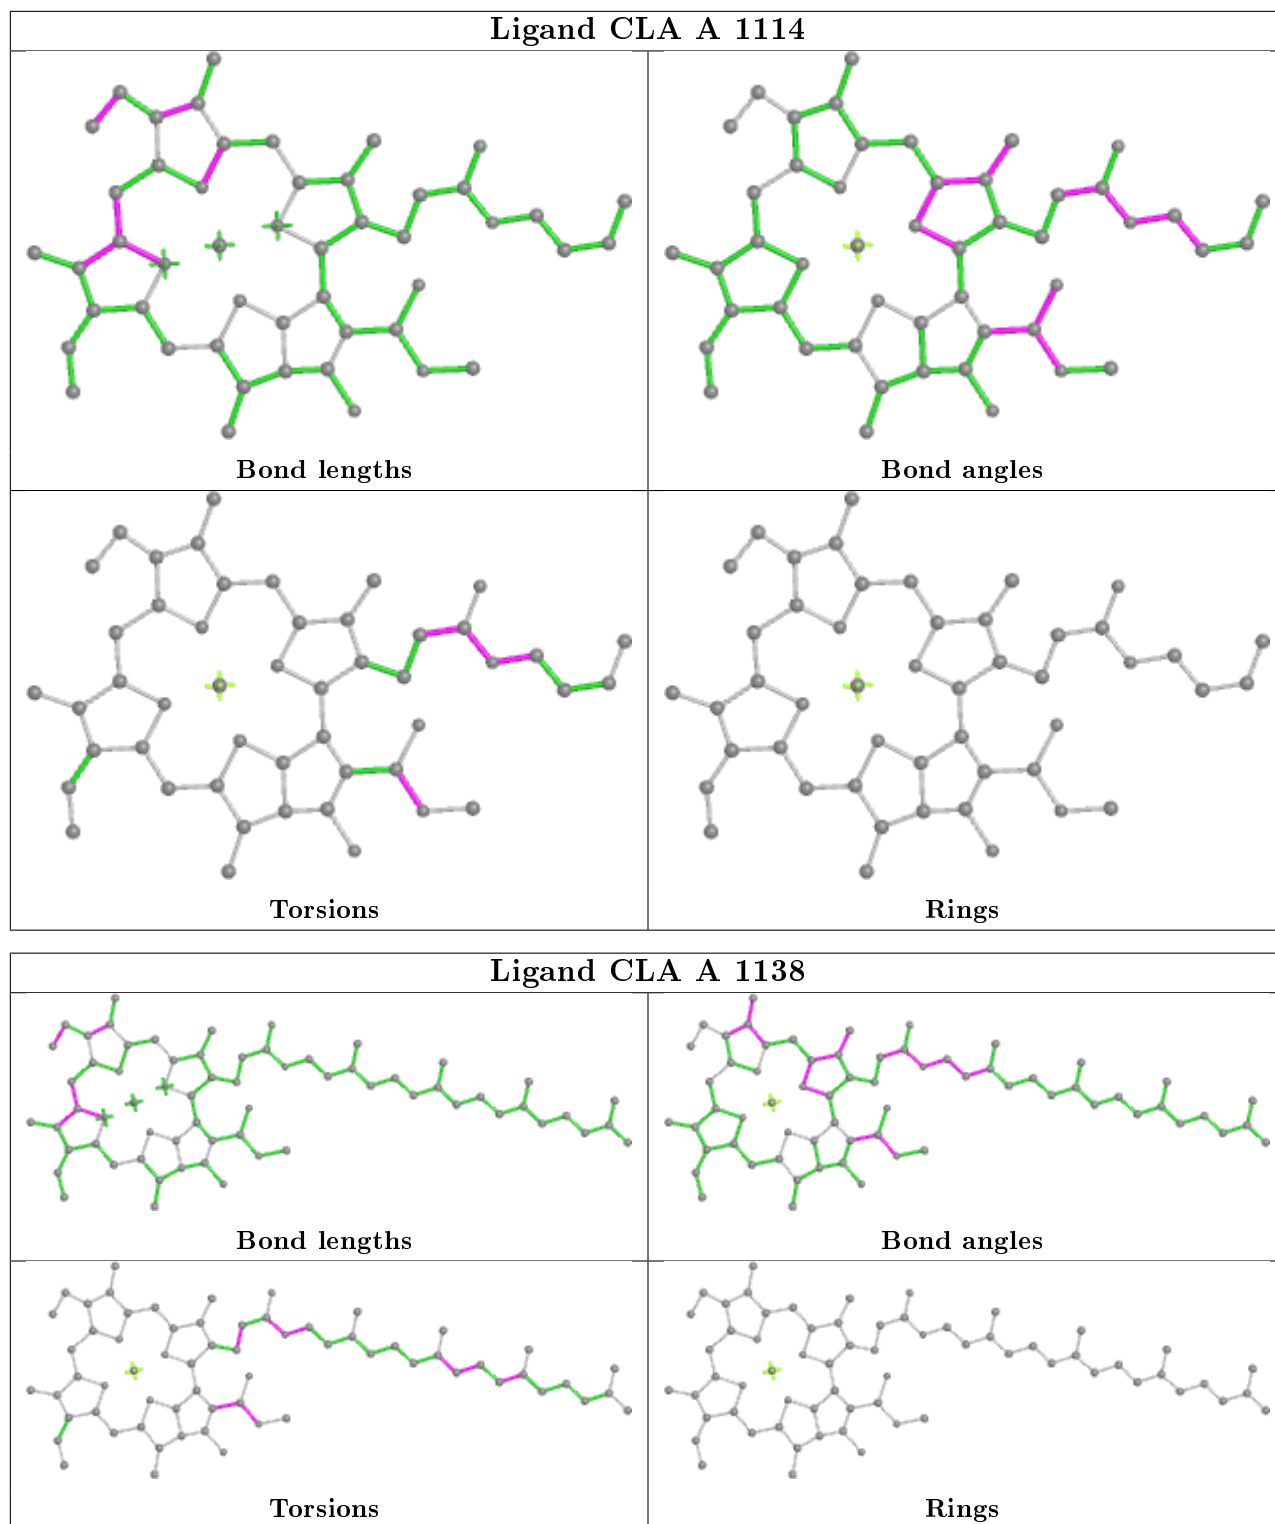 Ligand CLA A 1114
Bond lengths
Bond angles
Torsions
Rings
Ligand CLA A 1138
Bond lengths
Bond angles
Torsions
Rings